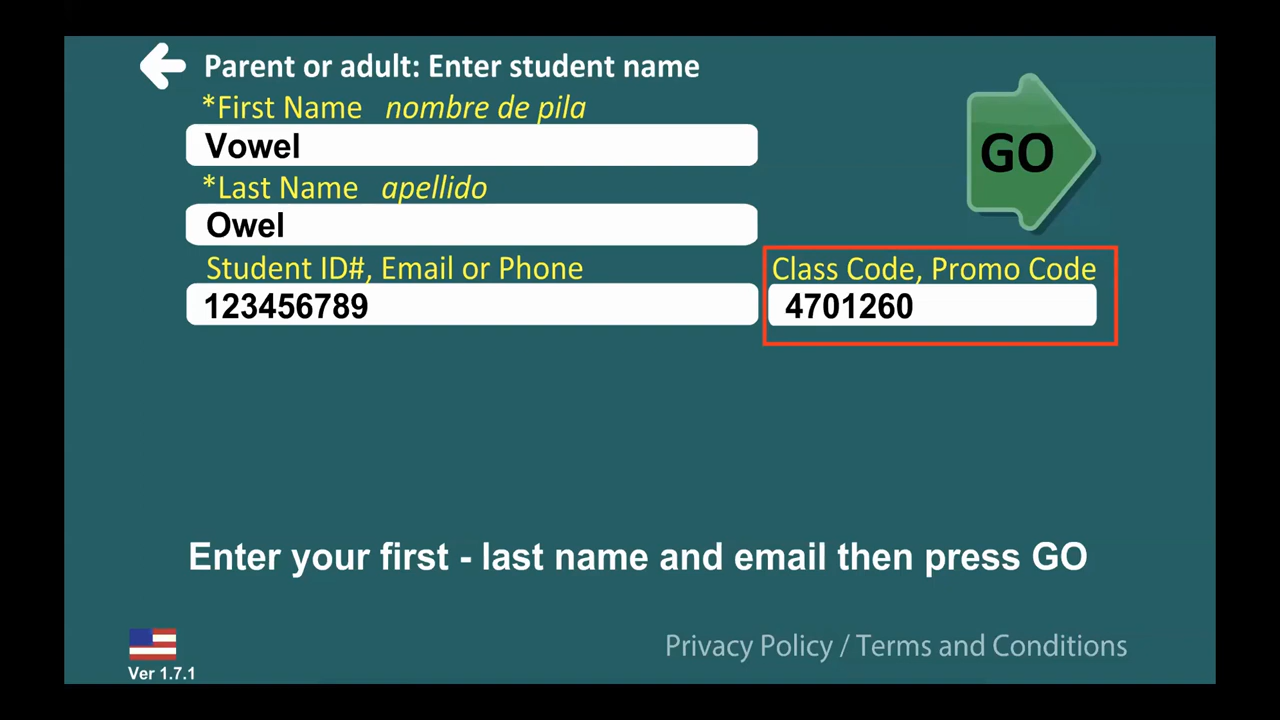 Parent or adult: Enter student name
*First Name nombre de pila
Vowel
GO
*Last Name apellido
Owel
Student ID#, Email or Phone
Class Code, Promo Code
123456789
4701260
Enter your first - last name and email then press GO
Privacy Policy / Terms and Conditions
Ver 1.7.1